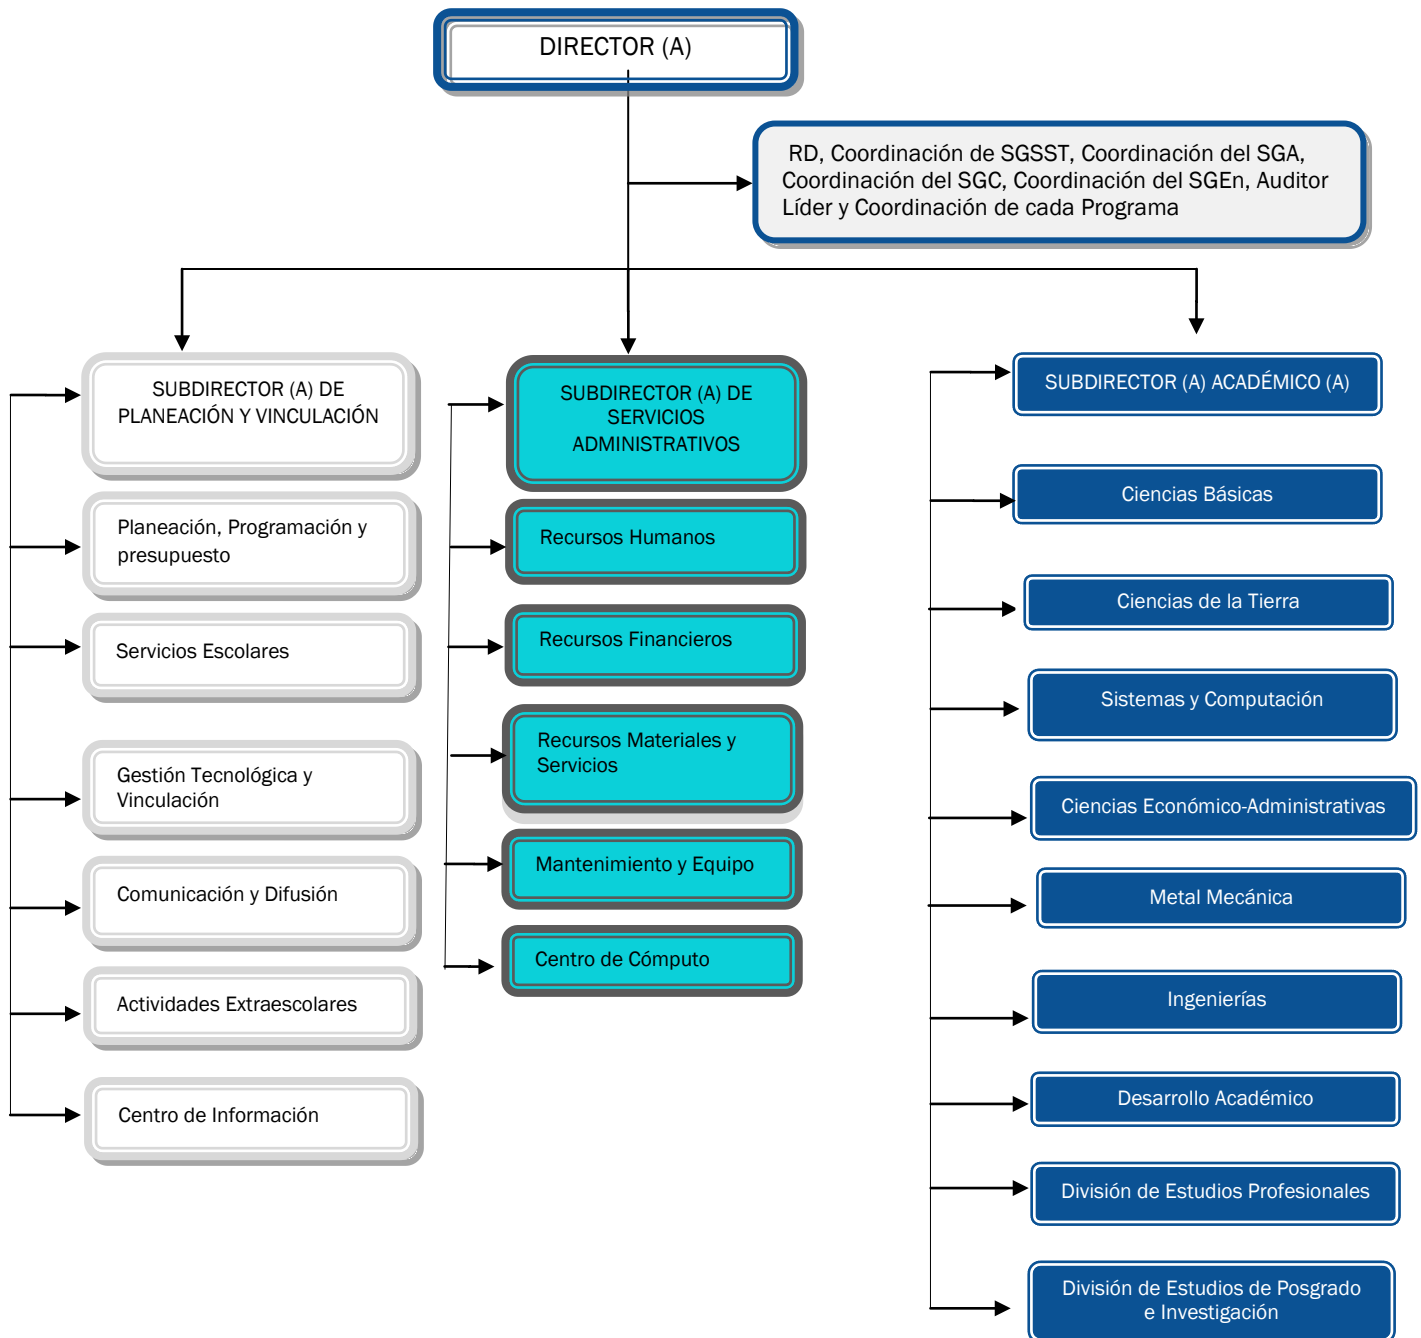 DIRECTOR (A)
RD, Coordinación de SGSST, Coordinación del SGA,
Coordinación del SGC, Coordinación del SGEn, Auditor
Líder y Coordinación de cada Programa
SUBDIRECTOR (A) DE
PLANEACIÓN Y VINCULACIÓN
Planeación, Programación y
presupuesto
Servicios Escolares
Gestión Tecnológica y
Vinculación
Comunicación y Difusión
Actividades Extraescolares
Centro de Información
SUBDIRECTOR (A) DE
SERVICIOS
ADMINISTRATIVOS
Recursos Humanos
Recursos Financieros
Recursos Materiales y
Servicios
Mantenimiento y Equipo
Centro de Cómputo
SUBDIRECTOR (A) ACADÉMICO (A)
Ciencias Básicas
Ciencias de la Tierra
Sistemas y Computación
Ciencias Económico-Administrativas
Metal Mecánica
Ingenierías
Desarrollo Académico
División de Estudios Profesionales
División de Estudios de Posgrado
e Investigación